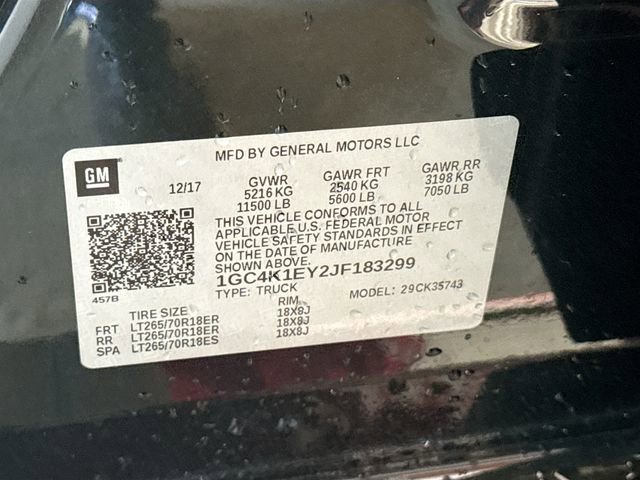 MFD BY GENERAL MOTORS LLC
GM
12/17
GVWR GAWR FRT GAWR RR
5216 KG 2540 KG 3198 KG
11500 LB 5600 LB 7050 LB
THIS VEHICLE CONFORMS TO ALL
APPLICABLE U.S. FEDERAL MOTOR
VEHICLE SAFETY STANDARDS IN EFFECT
ON THE DATE OF MANUFACTURE
SHOWN ABOVE.
1GC4K1EY2JF183299
TYPE: TRUCK MODEL: 29CK35743
457B
TIRE SIZE RIM
FRT LT265/70R18ER 18X8J
RR LT265/70R18ER 18X8J
SPA LT265/70R18ES 18X8J